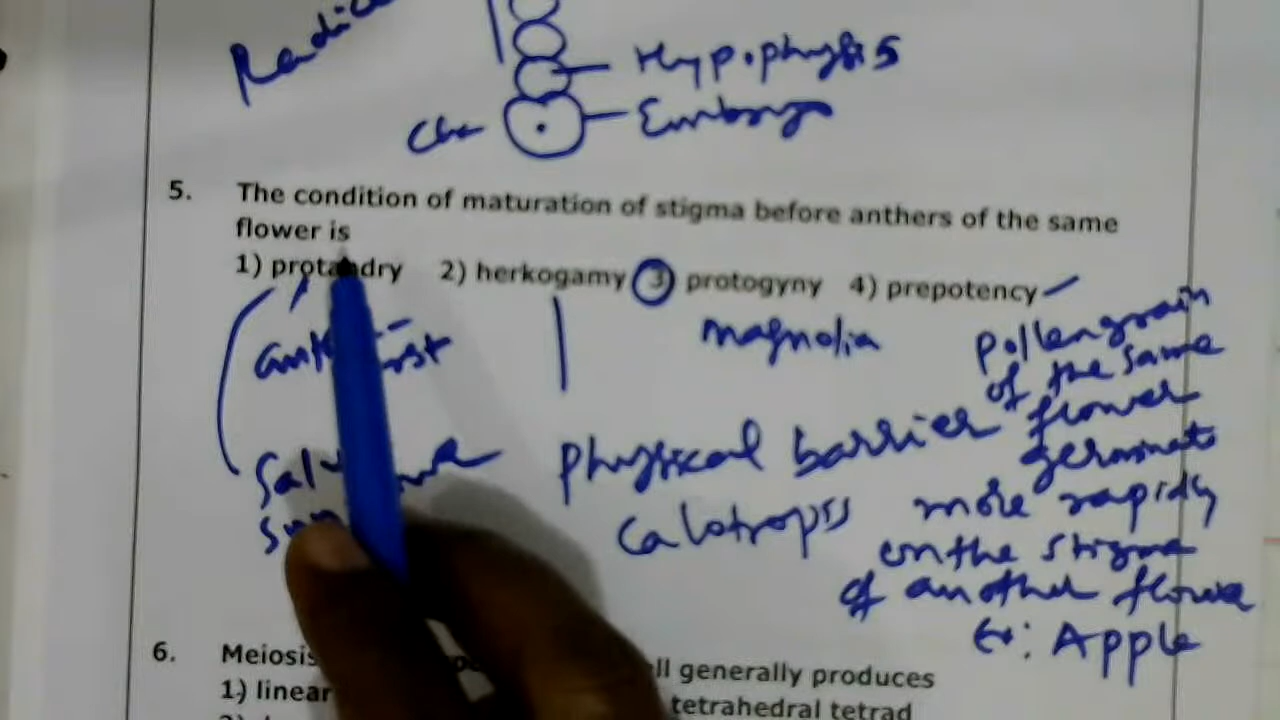 Hypophysis
Embryo
5. The condition of maturation of stigma before anthers of the same
flower is
1) protandry 2) herkogamy 3) protogyny 4) prepotency
magnolia
pollengrain
of the same
flower
germinate
more rapidly
on the stigma
of another flower
Ex: Apple
physical barrier
Calotropis
6. Meiosis
ll generally produces
1) linear
tetrahedral tetrad